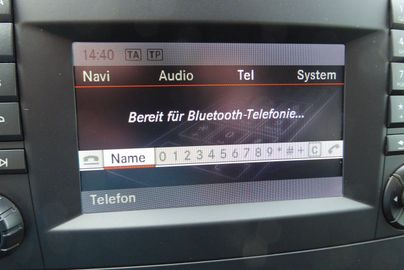 14:40 TA TP
Navi Audio Tel System
Bereit für Bluetooth-Telefonie...
Name 0 1 2 3 4 5 6 7 8 9 * # + C
Telefon